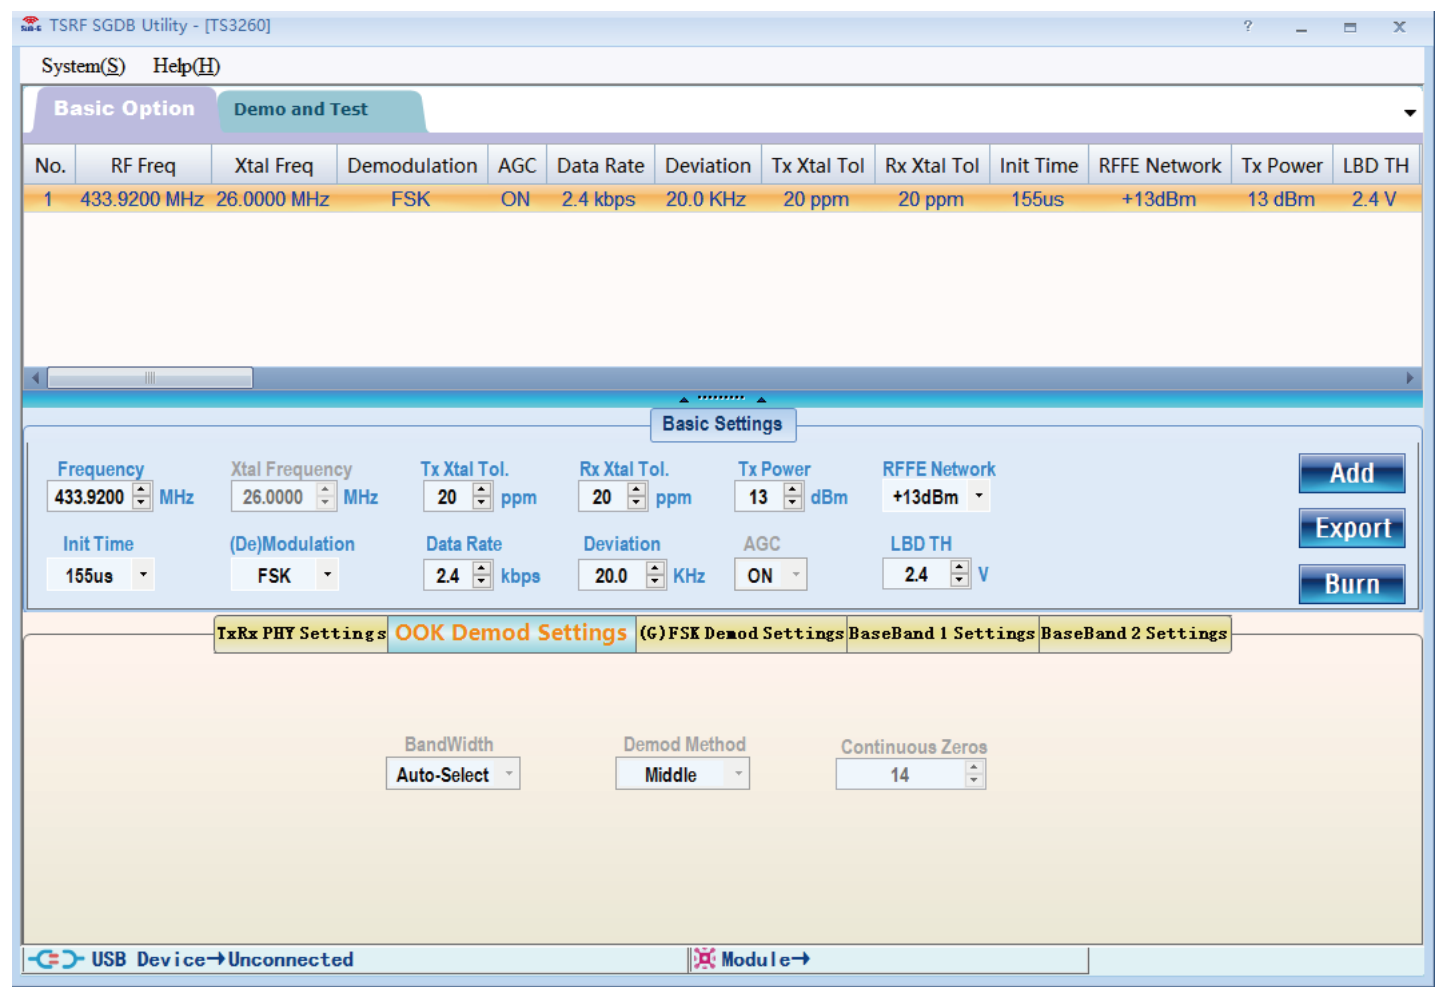 TSRF SGDB Utility - [TS3260]
System(S) Help(H)
Basic Option Demo and Test
No. RF Freq Xtal Freq Demodulation AGC Data Rate Deviation Tx Xtal Tol Rx Xtal Tol Init Time RFFE Network Tx Power LBD TH
1 433.9200 MHz 26.0000 MHz FSK ON 2.4 kbps 20.0 KHz 20 ppm 20 ppm 155us +13dBm 13 dBm 2.4 V
Basic Settings
Frequency Xtal Frequency Tx Xtal Tol. Rx Xtal Tol. Tx Power RFFE Network
433.9200 MHz 26.0000 MHz 20 ppm 20 ppm 13 dBm +13dBm
Add
Export
Init Time (De)Modulation Data Rate Deviation AGC LBD TH
155us FSK 2.4 kbps 20.0 KHz ON 2.4 V
Burn
TxRx PHY Settings OOK Demod Settings (G)FSK Demod Settings BaseBand 1 Settings BaseBand 2 Settings
BandWidth Demod Method Continuous Zeros
Auto-Select Middle 14
USB Device→Unconnected Module→